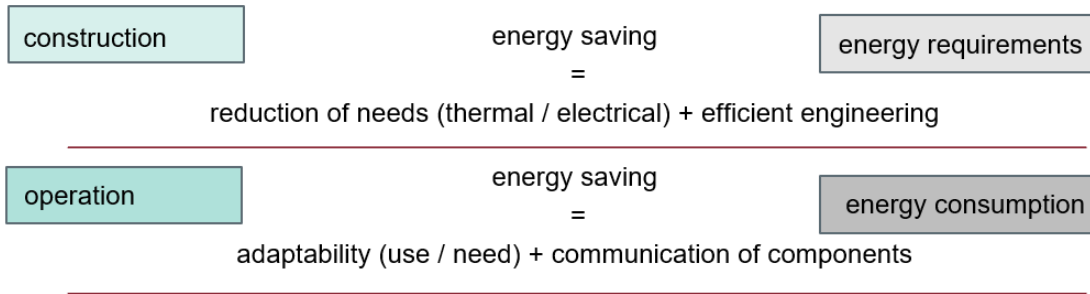 construction
energy saving
energy requirements
=
reduction of needs (thermal / electrical) + efficient engineering
operation
energy saving
energy consumption
=
adaptability (use / need) + communication of components